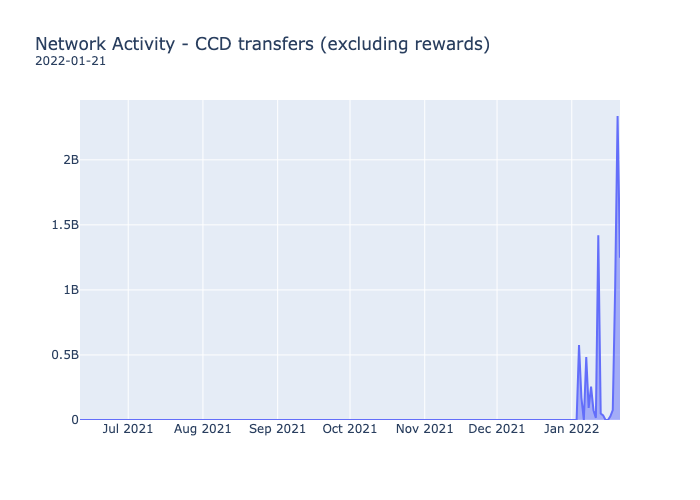 Network Activity - CCD transfers (excluding rewards)
2022-01-21
2B
1.5B
1B
0.5B
0
Jul 2021 Aug 2021 Sep 2021 Oct 2021 Nov 2021 Dec 2021 Jan 2022